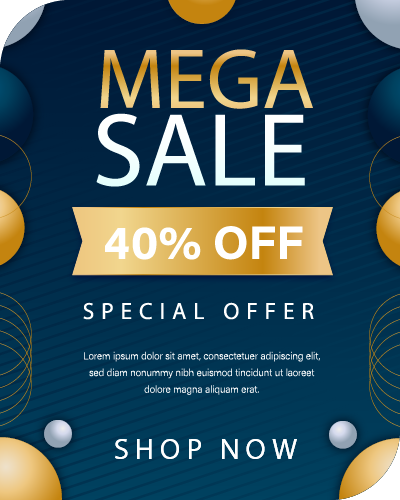 MEGA
SALE
40% OFF
SPECIAL OFFER
Lorem ipsum dolor sit amet, consectetuer adipiscing elit,
sed diam nonummy nibh euismod tincidunt ut laoreet
dolore magna aliquam erat.
SHOP NOW